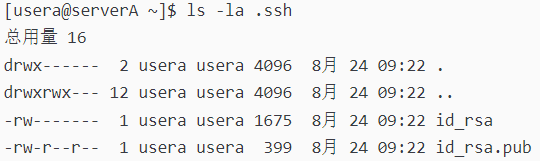 [usera@serverA ~]$ ls -la .ssh
总用量 16
drwx------  2 usera usera 4096  8月 24 09:22 .
drwxrwx--- 12 usera usera 4096  8月 24 09:22 ..
-rw-------  1 usera usera 1675  8月 24 09:22 id_rsa
-rw-r--r--  1 usera usera  399  8月 24 09:22 id_rsa.pub